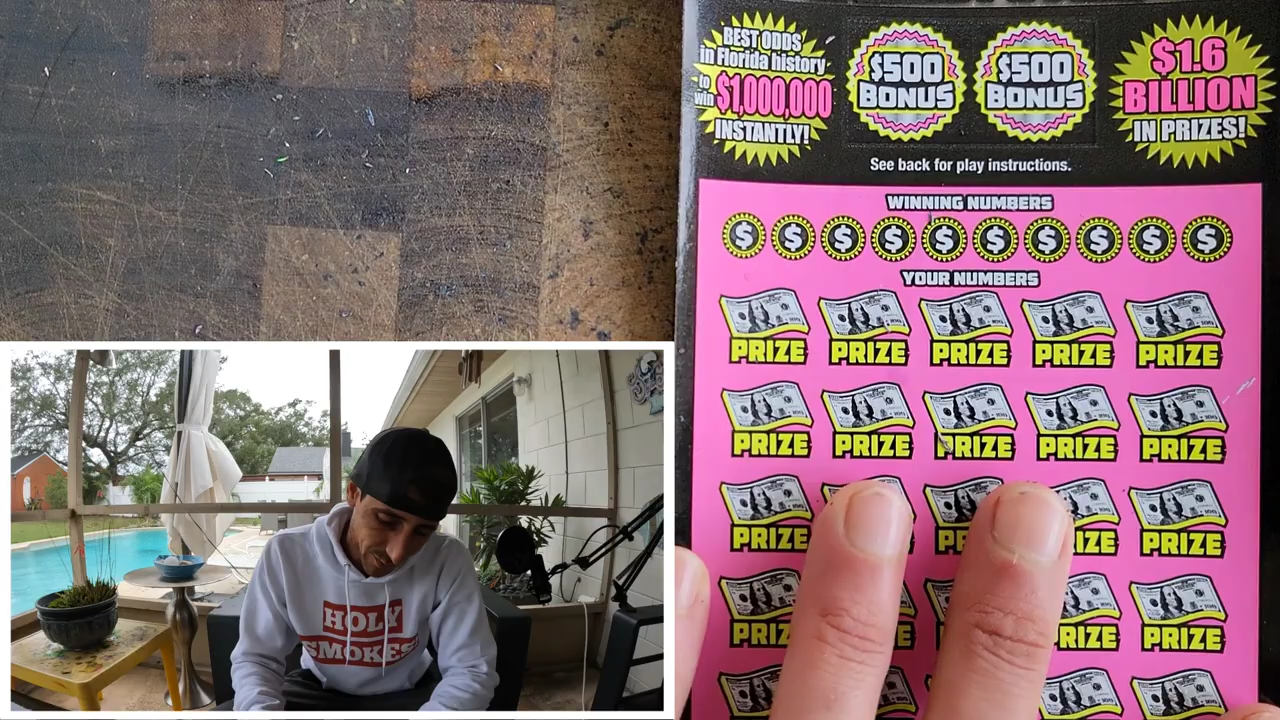 BEST ODDS
in Florida history
to
win $1,000,000
INSTANTLY!
$500
BONUS
$500
BONUS
$1.6
BILLION
IN PRIZES!
See back for play instructions.
WINNING NUMBERS
$ $ $ $ $ $ $ $ $ $
YOUR NUMBERS
PRIZE PRIZE PRIZE PRIZE PRIZE
PRIZE PRIZE PRIZE PRIZE PRIZE
PRIZE PRIZE PRIZE
PRIZE PRIZE PRIZE
HOLY
SMOKES